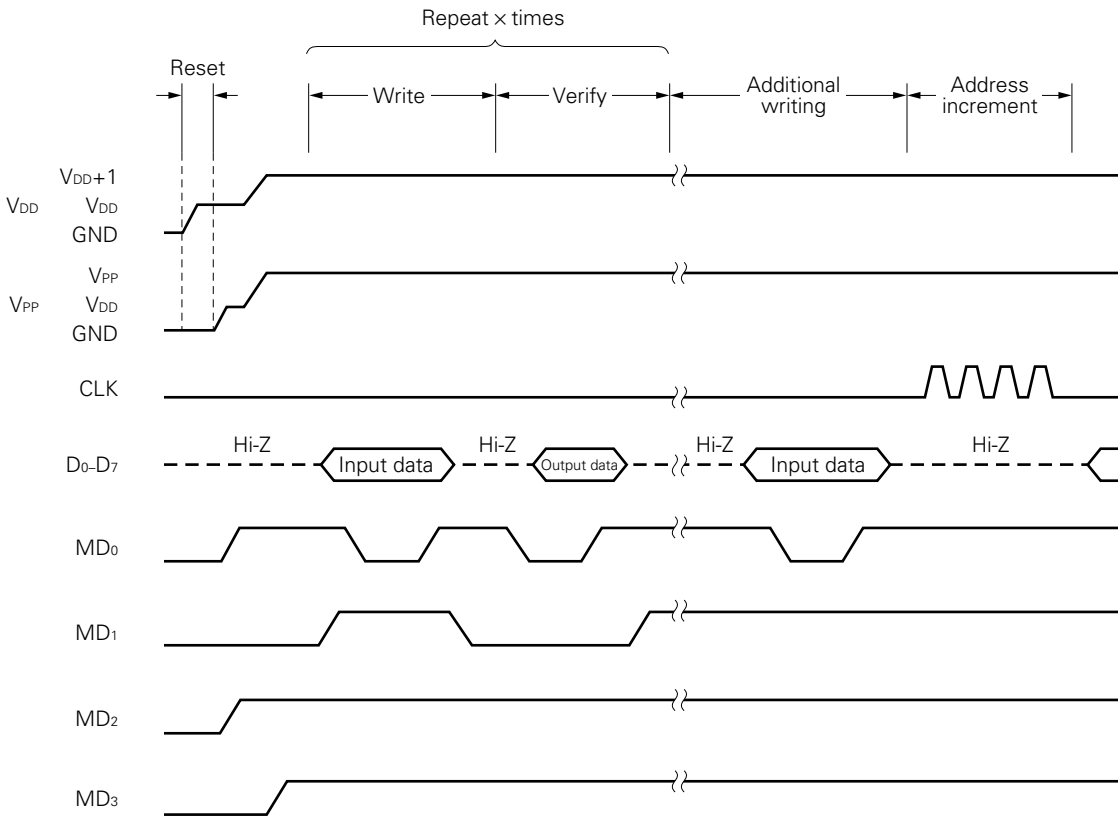 Repeat × times
Reset
Write
Verify
Additional
writing
Address
increment
VDD+1
VDD VDD
GND
VPP
VPP VDD
GND
CLK
D0–D7 Hi-Z Input data Hi-Z Output data Hi-Z Input data Hi-Z
MD0
MD1
MD2
MD3